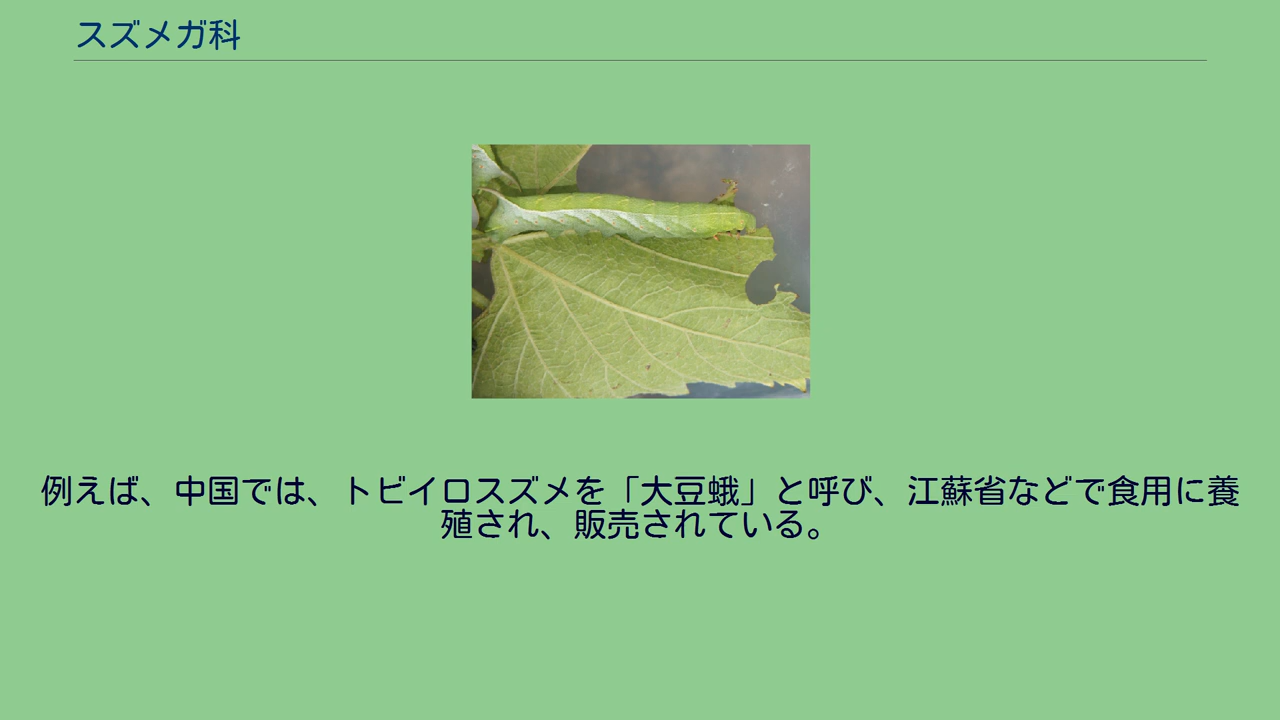 スズメガ科
例えば、中国では、トビイロスズメを「大豆蛾」と呼び、江蘇省などで食用に養
殖され、販売されている。